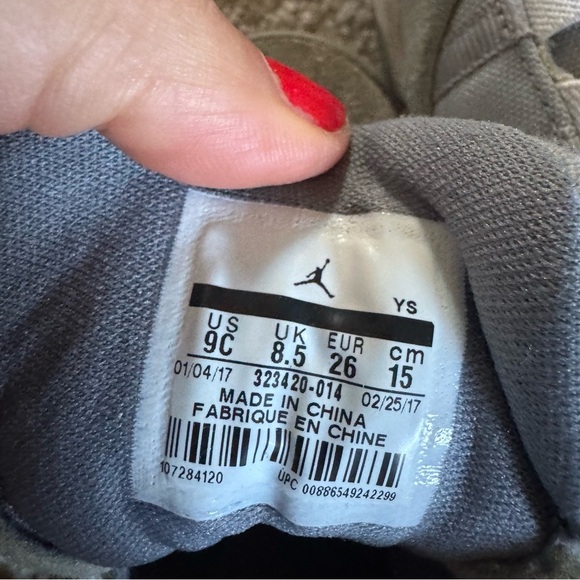 YS
US UK EUR cm
9C 8.5 26 15
01/04/17 323420-014 02/25/17
MADE IN CHINA
FABRIQUE EN CHINE
107284120 UPC 00886549242299